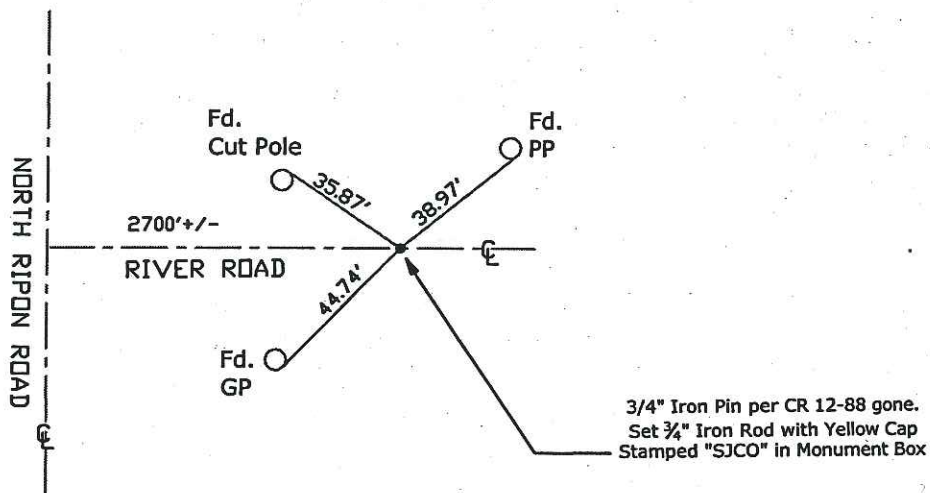 Fd.
Cut Pole
Fd.
PP
35.87'
38.97'
2700'+/-
RIVER ROAD
℄
44.74'
Fd.
GP
NORTH RIPON ROAD
℄
3/4" Iron Pin per CR 12-88 gone.
Set ¾" Iron Rod with Yellow Cap
Stamped "SJCO" in Monument Box